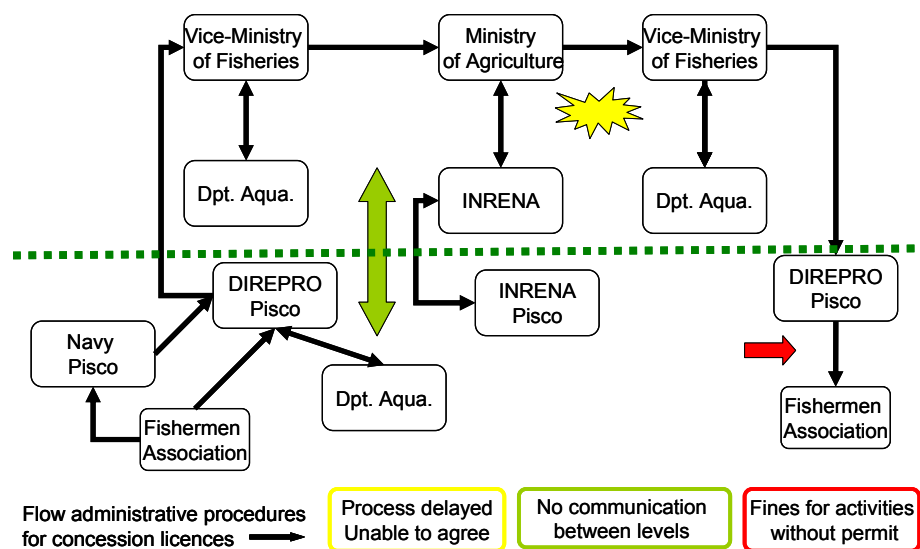 Vice-Ministry
of Fisheries
Ministry
of Agriculture
Vice-Ministry
of Fisheries
Dpt. Aqua.
INRENA
Dpt. Aqua.
DIREPRO
Pisco
INRENA
Pisco
DIREPRO
Pisco
Navy
Pisco
Dpt. Aqua.
Fishermen
Association
Fishermen
Association
Flow administrative procedures
for concession licences
Process delayed
Unable to agree
No communication
between levels
Fines for activities
without permit